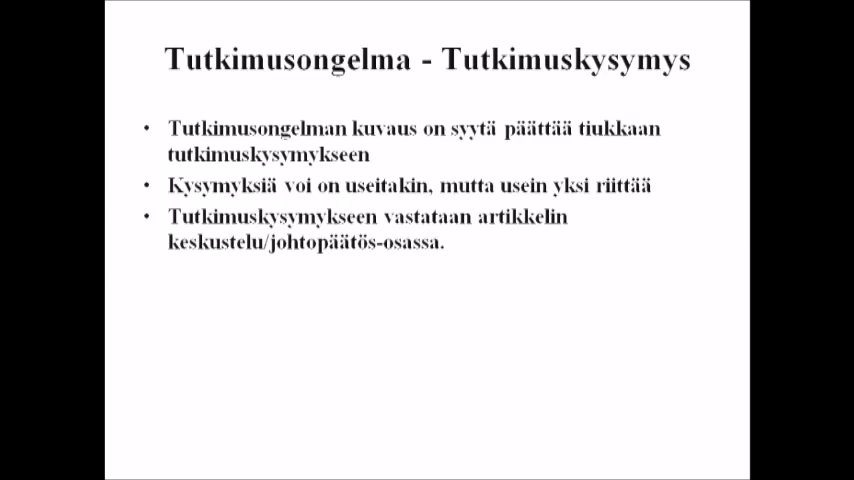 Tutkimusongelma - Tutkimuskysymys
• Tutkimusongelman kuvaus on syytä päättää tiukkaan
tutkimuskysymykseen
• Kysymyksiä voi on useitakin, mutta usein yksi riittää
• Tutkimuskysymykseen vastataan artikkelin
keskustelu/johtopäätös-osassa.